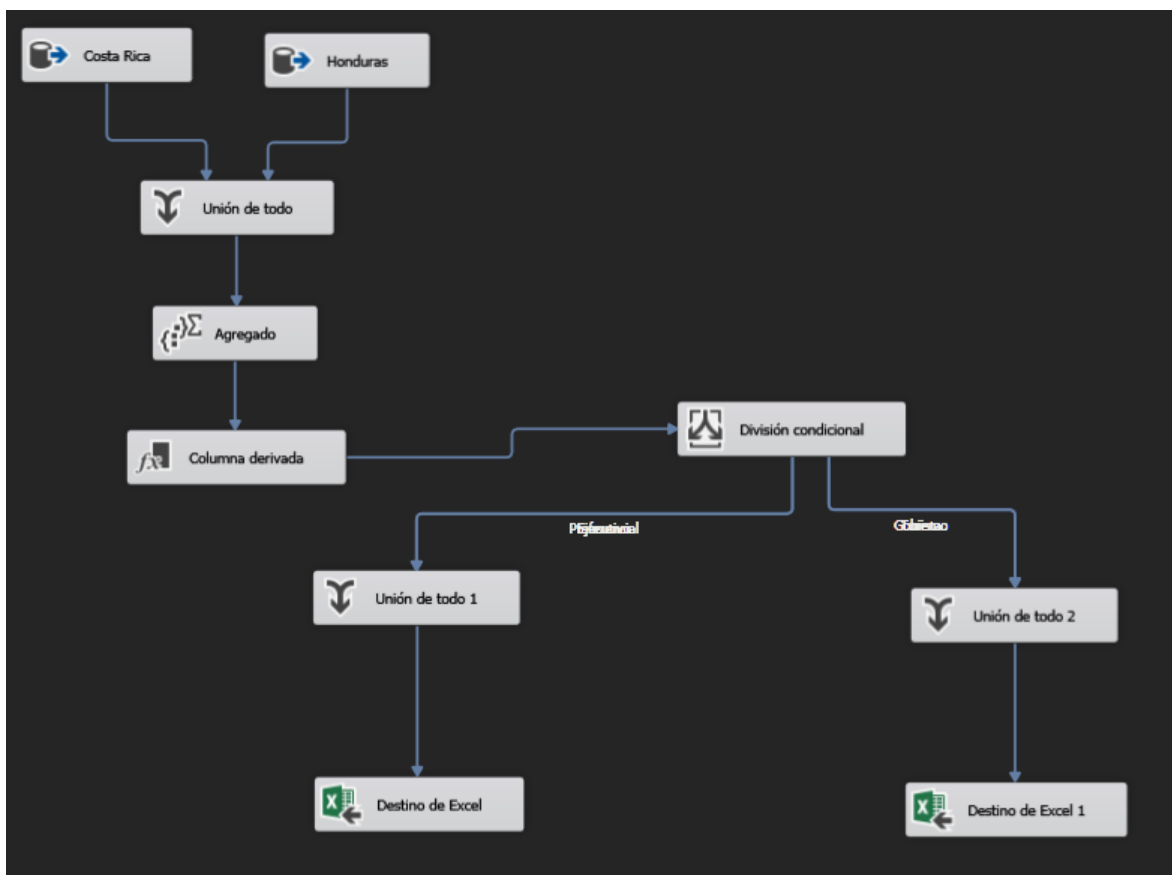 Costa Rica
Honduras
Unión de todo
Agregado
Columna derivada
División condicional
Unión de todo 1
Unión de todo 2
Destino de Excel
Destino de Excel 1